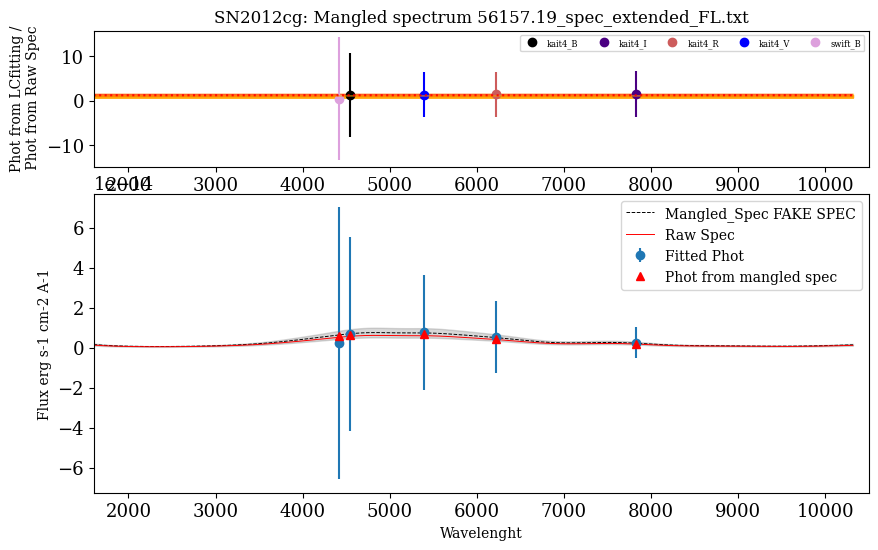 SN2012cg: Mangled spectrum 56157.19_spec_extended_FL.txt
Phot from LCfitting /
Phot from Raw Spec
10
0
−10
kait4_B
kait4_I
kait4_R
kait4_V
swift_B
2000 3000 4000 5000 6000 7000 8000 9000 10000
1e−14
Flux erg s-1 cm-2 A-1
6
4
2
0
−2
−4
−6
Mangled_Spec FAKE SPEC
Raw Spec
Fitted Phot
Phot from mangled spec
2000 3000 4000 5000 6000 7000 8000 9000 10000
Wavelenght